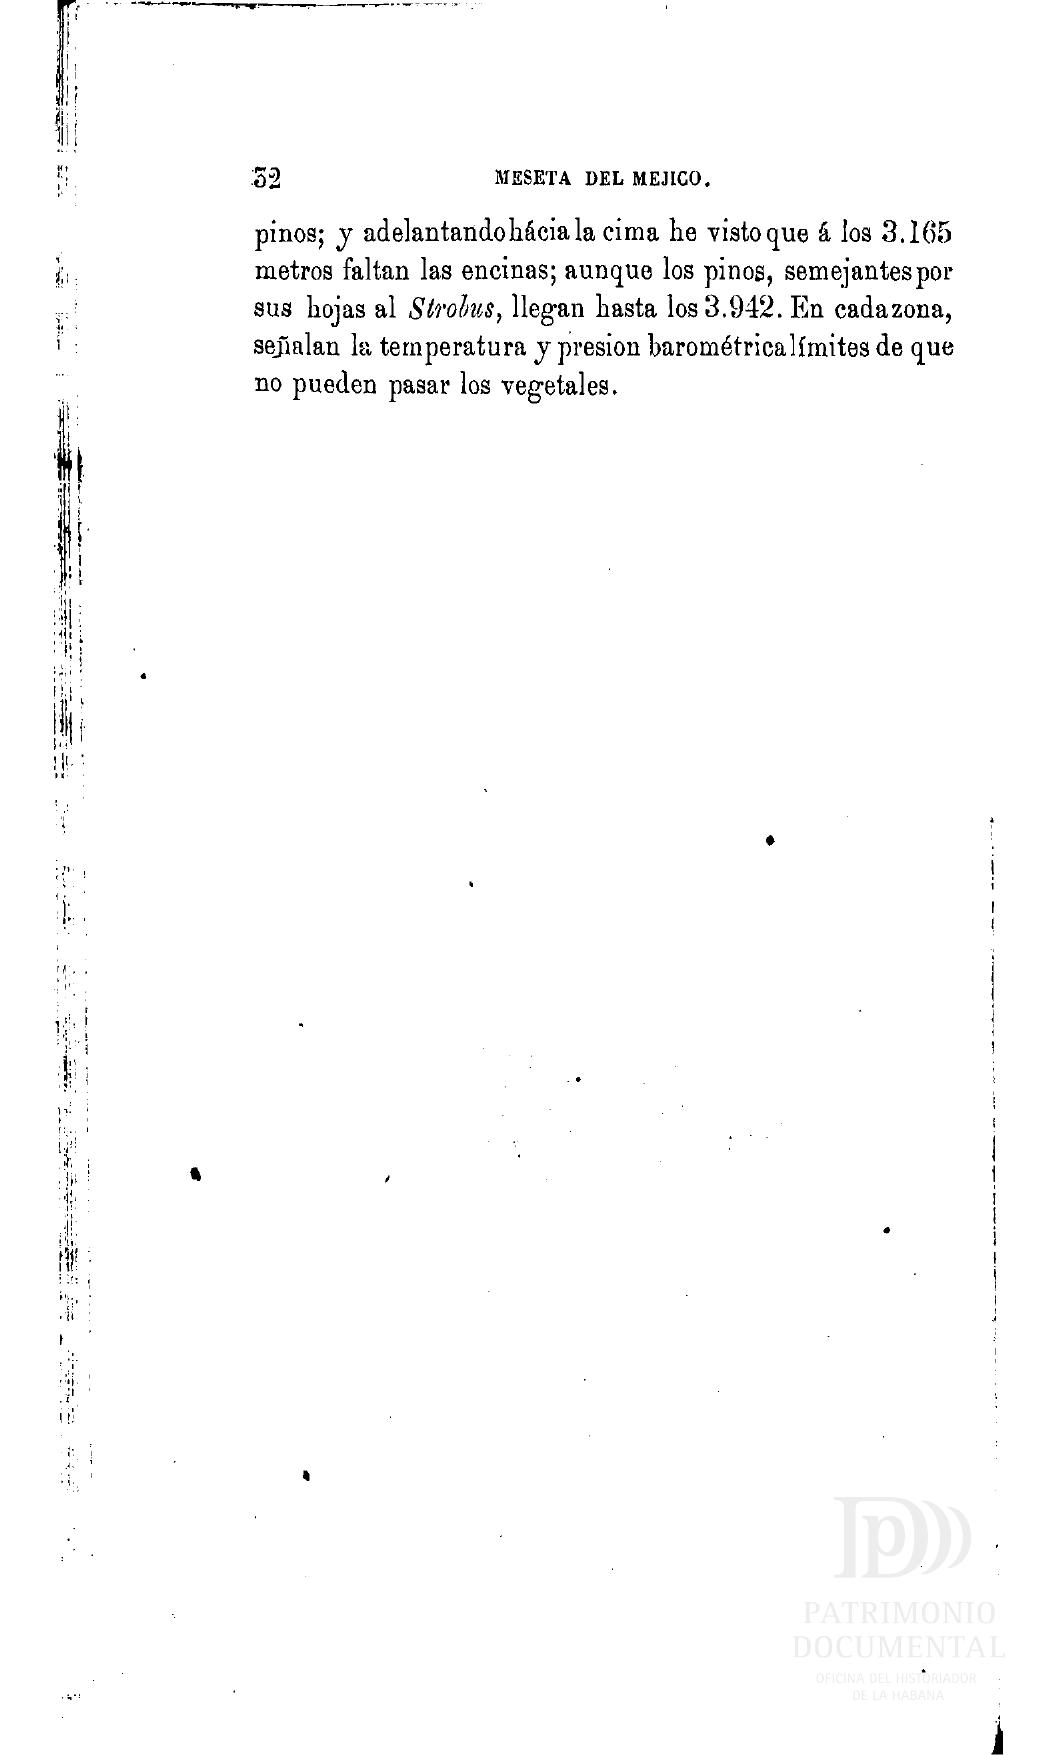 32 MESETA DEL MEJICO.
pinos; y adelantando hácia la cima he visto que á los 3.165
metros faltan las encinas; aunque los pinos, semejantes por
sus hojas al Strobus, llegan hasta los 3.942. En cada zona,
señalan la temperatura y presion barométrica límites de que
no pueden pasar los vegetales.
PATRIMONIO
DOCUMENTAL
OFICINA DEL HISTORIADOR
DE LA HABANA